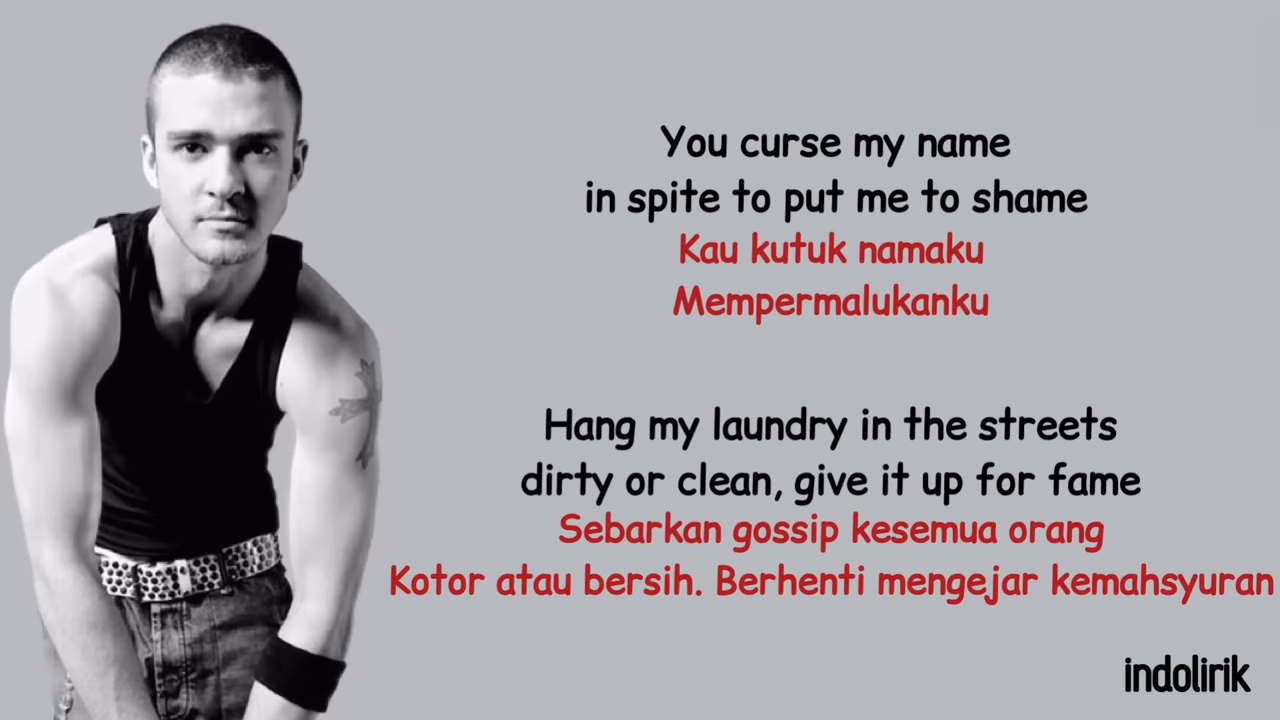 You curse my name
in spite to put me to shame
Kau kutuk namaku
Mempermalukanku
Hang my laundry in the streets
dirty or clean, give it up for fame
Sebarkan gossip kesemua orang
Kotor atau bersih. Berhenti mengejar kemahsyuran
indolirik